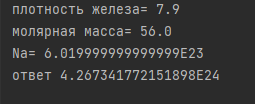 плотность железа= 7.9
молярная масса= 56.0
Na= 6.019999999999999E23
ответ 4.267341772151898E24